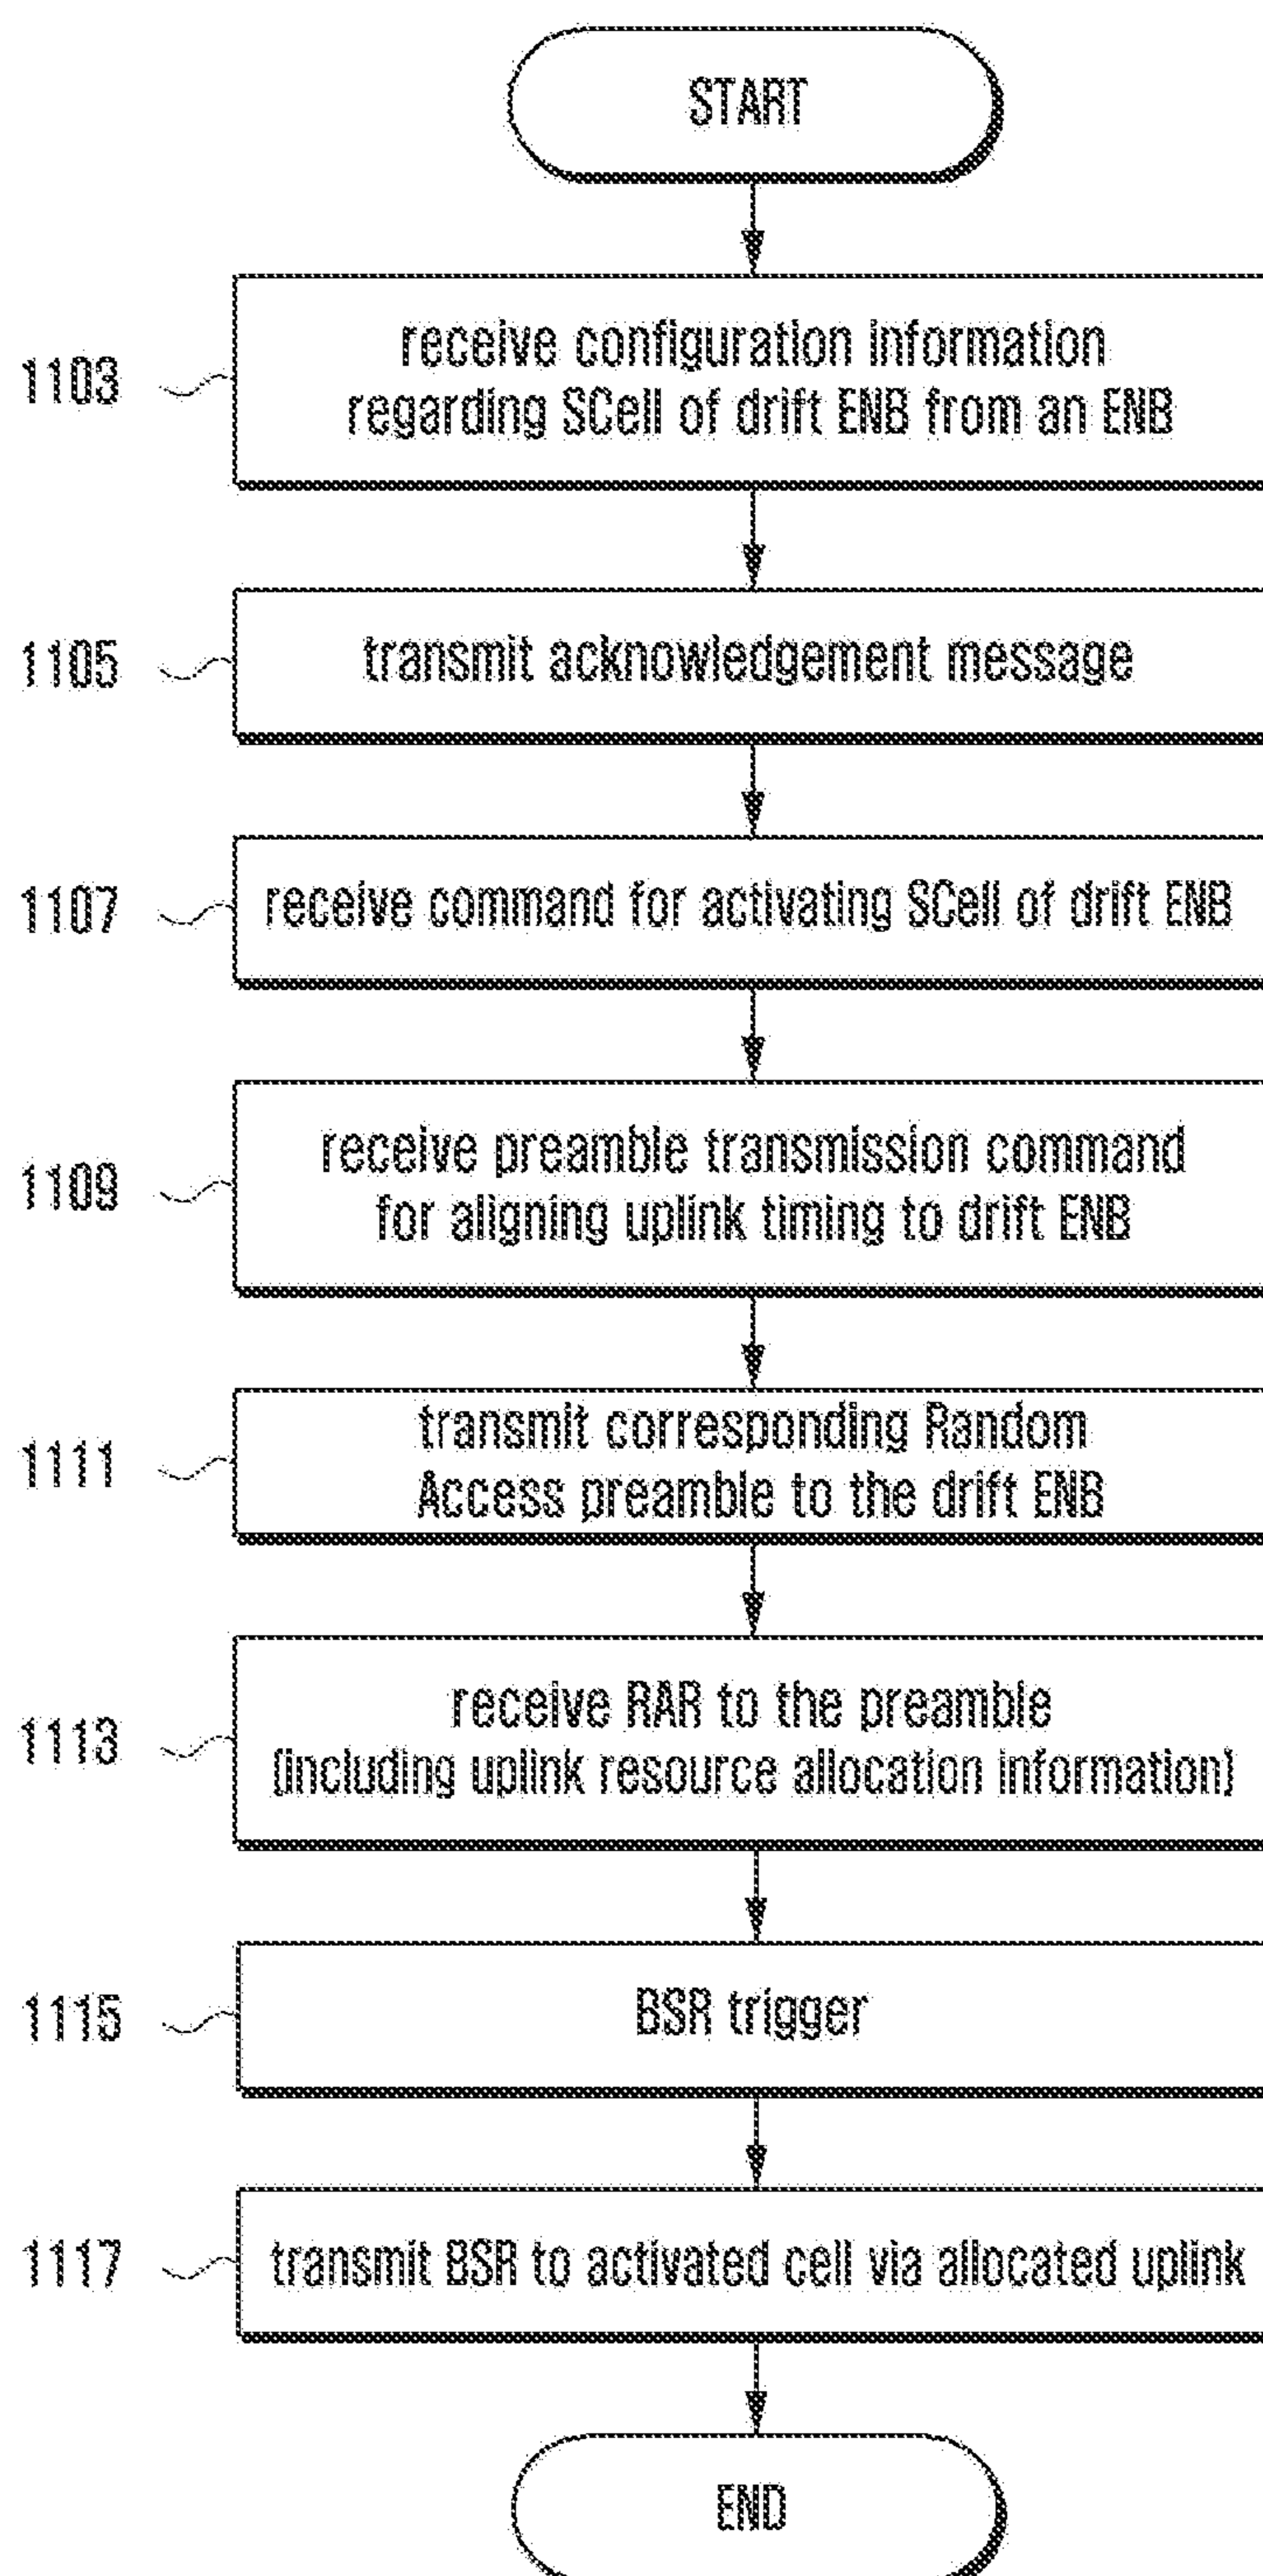 START
1103
receive configuration information
regarding SCell of drift ENB from an ENB
1105
transmit acknowledgement message
1107
receive command for activating SCell of drift ENB
1109
receive preamble transmission command
for aligning uplink timing to drift ENB
1111
transmit corresponding Random
Access preamble to the drift ENB
1113
receive RAR to the preamble
(including uplink resource allocation information)
1115
BSR trigger
1117
transmit BSR to activated cell via allocated uplink
END